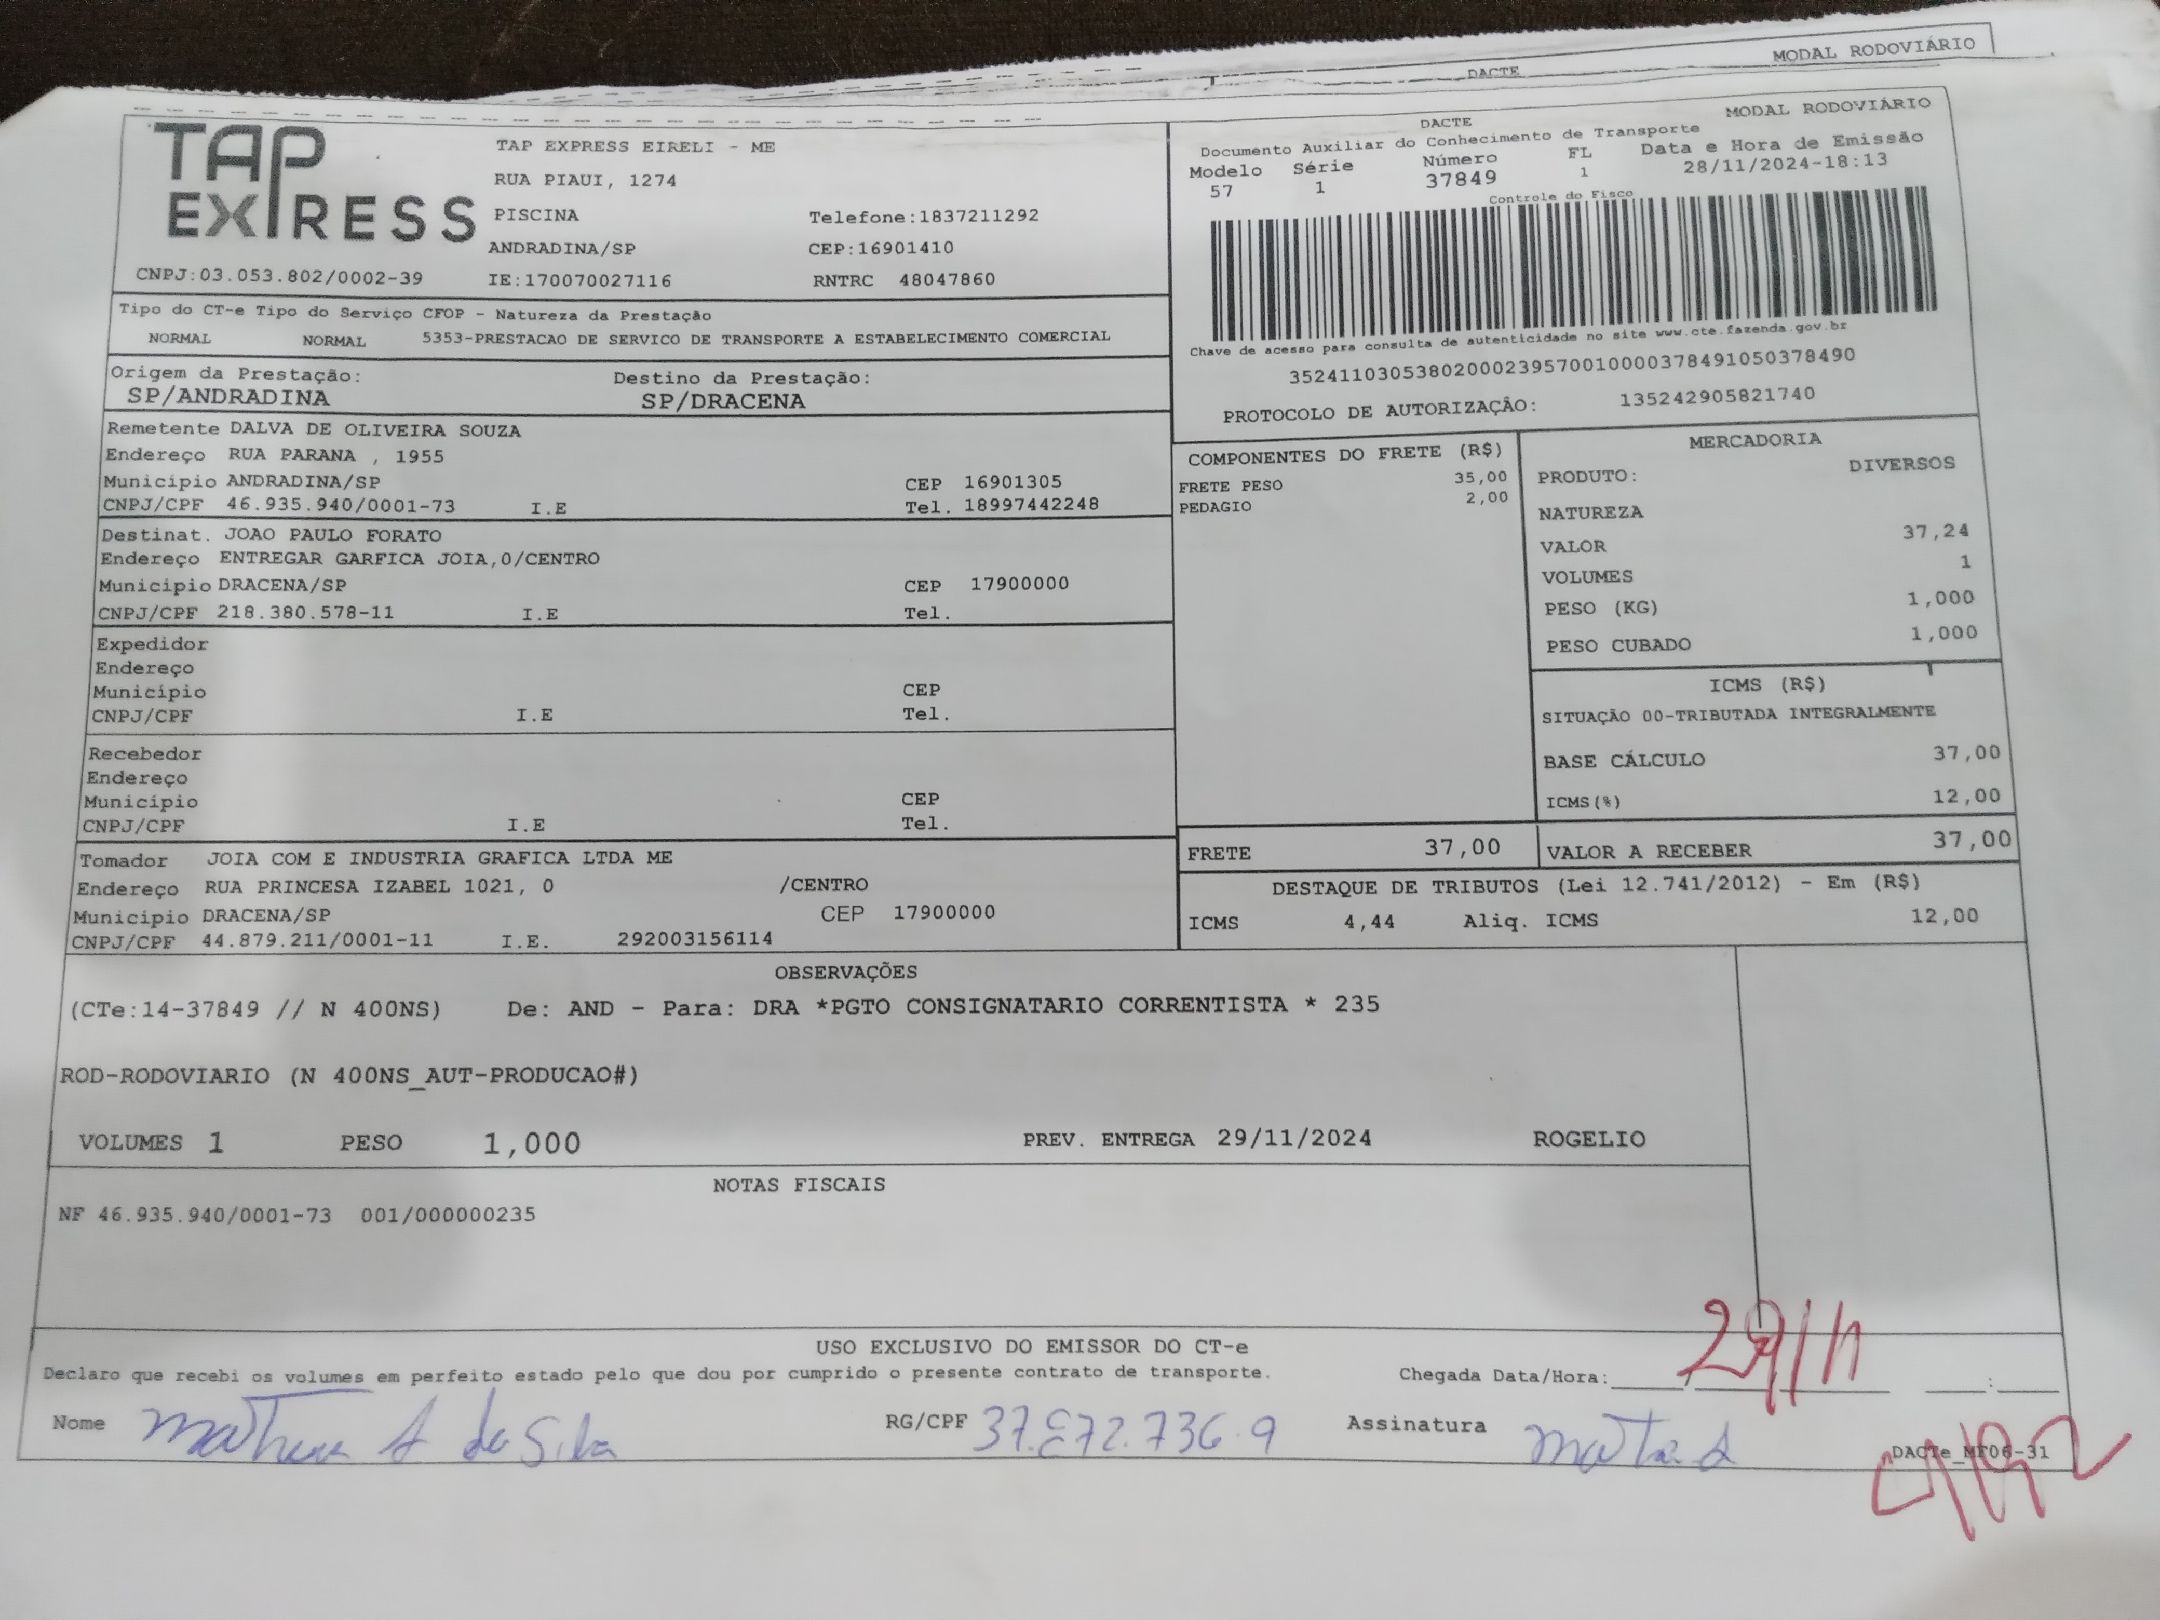 MODAL RODOVIÁRIO
DACTE
TAP EXPRESS
TAP EXPRESS EIRELI - ME
RUA PIAUI, 1274
PISCINA Telefone:1837211292
ANDRADINA/SP CEP:16901410
CNPJ:03.053.802/0002-39 IE:170070027116 RNTRC 48047860
DACTE MODAL RODOVIÁRIO
Documento Auxiliar do Conhecimento de Transporte
Modelo Série Número FL Data e Hora de Emissão
57 1 37849 1 28/11/2024-18:13
Controle do Fisco
Chave de acesso para consulta de autenticidade no site www.cte.fazenda.gov.br
35241103053802000239570010000378491050378490
PROTOCOLO DE AUTORIZAÇÃO: 135242905821740
Tipo do CT-e Tipo do Serviço CFOP - Natureza da Prestação
NORMAL NORMAL 5353-PRESTACAO DE SERVICO DE TRANSPORTE A ESTABELECIMENTO COMERCIAL
Origem da Prestação: Destino da Prestação:
SP/ANDRADINA SP/DRACENA
Remetente DALVA DE OLIVEIRA SOUZA
Endereço RUA PARANA , 1955
Município ANDRADINA/SP CEP 16901305
CNPJ/CPF 46.935.940/0001-73 I.E Tel. 18997442248
Destinat. JOAO PAULO FORATO
Endereço ENTREGAR GARFICA JOIA,0/CENTRO
Município DRACENA/SP CEP 17900000
CNPJ/CPF 218.380.578-11 I.E Tel.
Expedidor
Endereço
Município CEP
CNPJ/CPF I.E Tel.
Recebedor
Endereço
Município CEP
CNPJ/CPF I.E Tel.
Tomador JOIA COM E INDUSTRIA GRAFICA LTDA ME
Endereço RUA PRINCESA IZABEL 1021, 0 /CENTRO
Município DRACENA/SP CEP 17900000
CNPJ/CPF 44.879.211/0001-11 I.E. 292003156114
COMPONENTES DO FRETE (R$)
FRETE PESO 35,00
PEDAGIO 2,00
MERCADORIA
PRODUTO: DIVERSOS
NATUREZA
VALOR 37,24
VOLUMES 1
PESO (KG) 1,000
PESO CUBADO 1,000
ICMS (R$)
SITUAÇÃO 00-TRIBUTADA INTEGRALMENTE
BASE CÁLCULO 37,00
ICMS(%) 12,00
FRETE 37,00 VALOR A RECEBER 37,00
DESTAQUE DE TRIBUTOS (Lei 12.741/2012) - Em (R$)
ICMS 4,44 Aliq. ICMS 12,00
OBSERVAÇÕES
(CTe:14-37849 // N 400NS) De: AND - Para: DRA *PGTO CONSIGNATARIO CORRENTISTA * 235
ROD-RODOVIARIO (N 400NS_AUT-PRODUCAO#)
VOLUMES 1 PESO 1,000 PREV. ENTREGA 29/11/2024 ROGELIO
NOTAS FISCAIS
NF 46.935.940/0001-73 001/000000235
USO EXCLUSIVO DO EMISSOR DO CT-e
Declaro que recebi os volumes em perfeito estado pelo que dou por cumprido o presente contrato de transporte. Chegada Data/Hora: 29/11
Nome Matheus A da Silva RG/CPF 37.872.736.9 Assinatura
DACTe_MF06-31